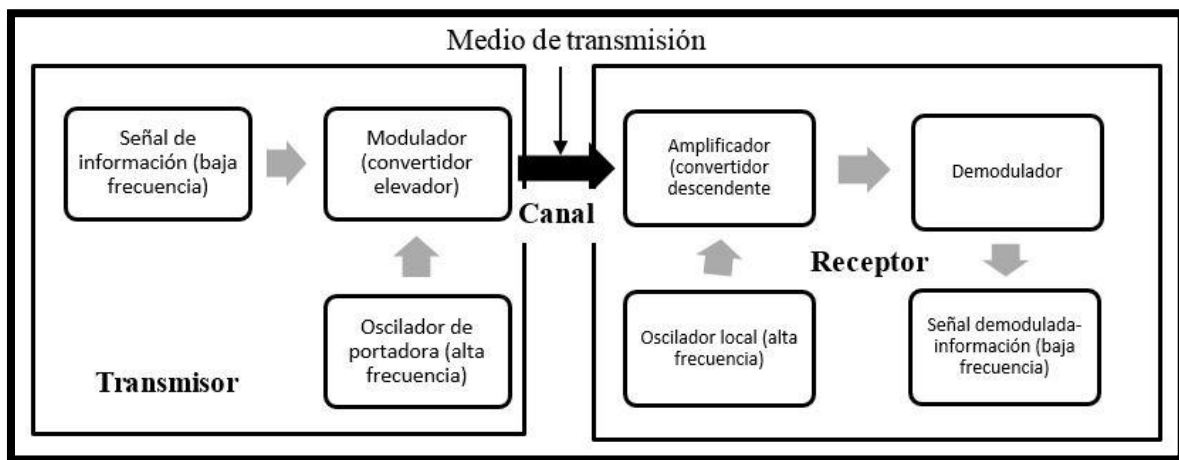 Medio de transmisión
Señal de
información (baja
frecuencia)
Modulador
(convertidor
elevador)
Canal
Oscilador de
portadora (alta
frecuencia)
Transmisor
Amplificador
(convertidor
descendente
Demodulador
Receptor
Oscilador local (alta
frecuencia)
Señal demodulada-
información (baja
frecuencia)